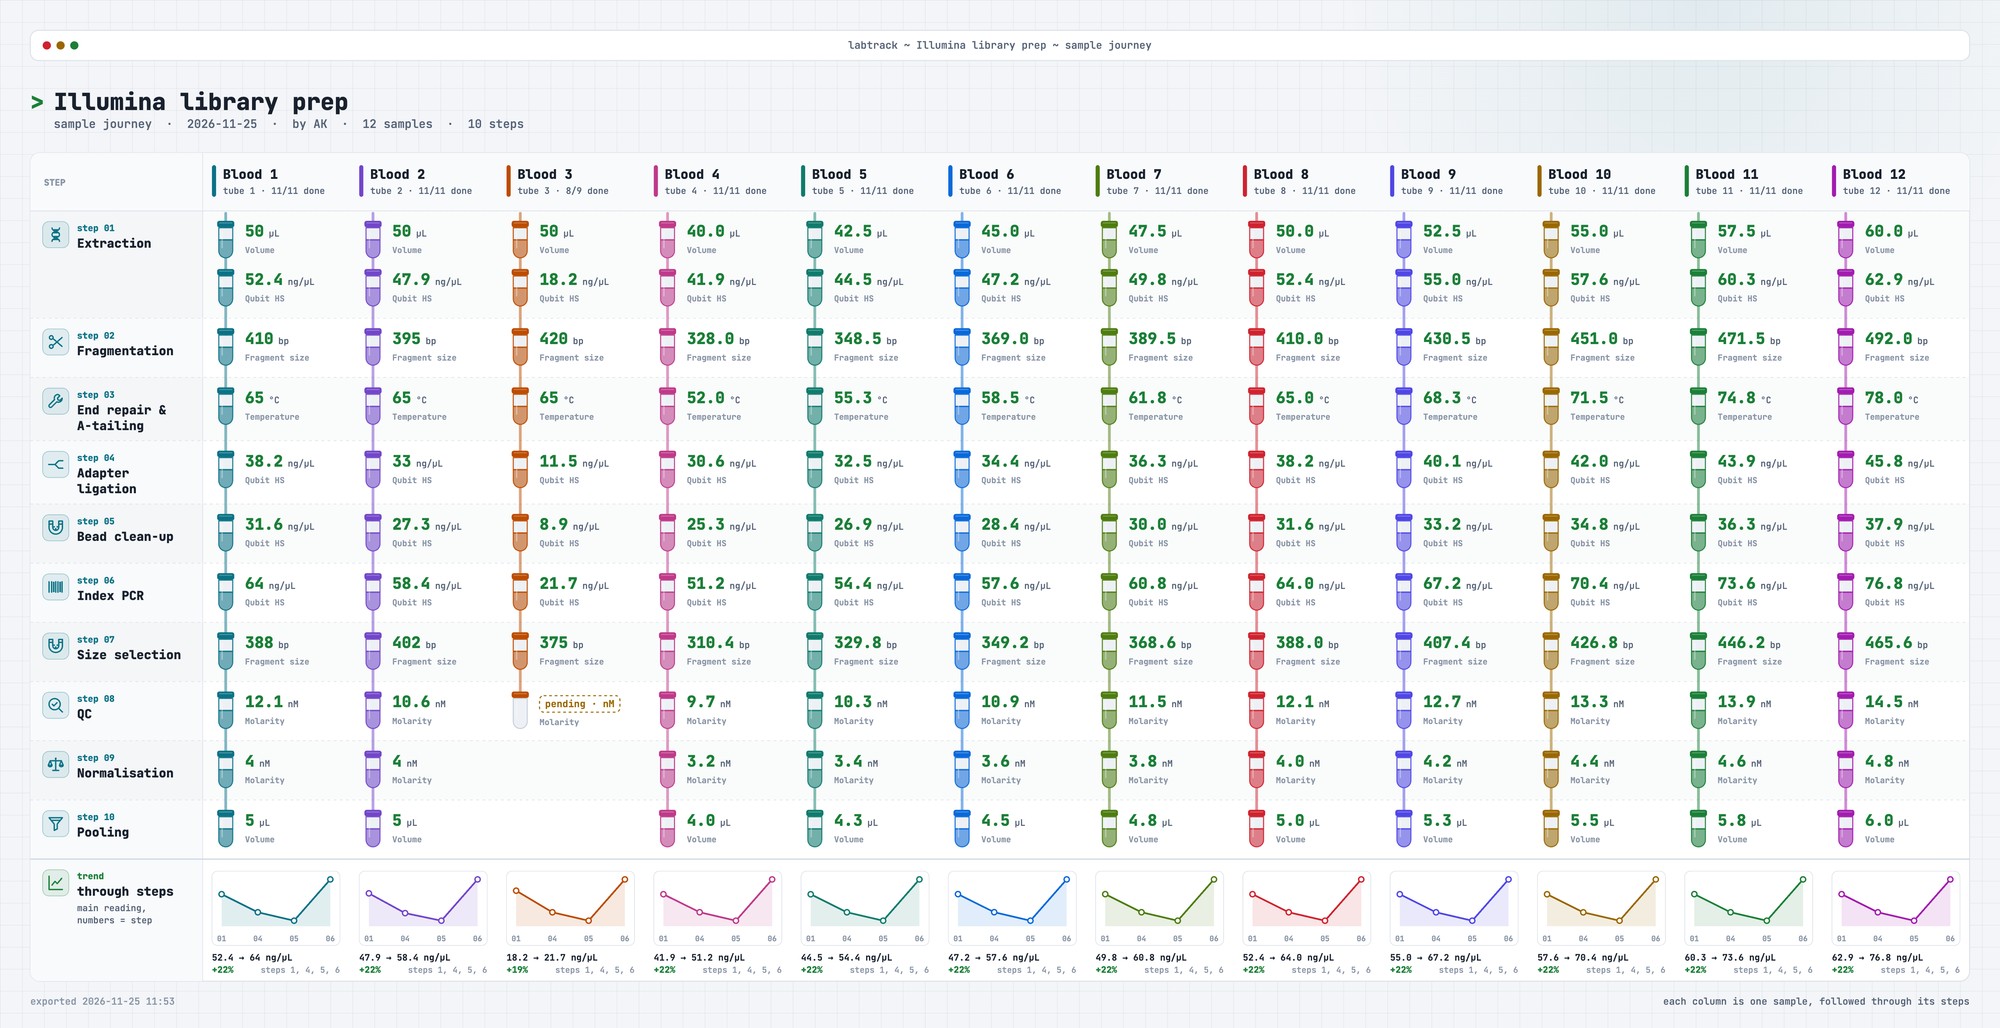 labtrack ~ Illumina library prep ~ sample journey
> Illumina library prep
sample journey · 2026-11-25 · by AK · 12 samples · 10 steps
STEP
Blood 1 Blood 2 Blood 3 Blood 4 Blood 5 Blood 6 Blood 7 Blood 8 Blood 9 Blood 10 Blood 11 Blood 12
tube 1 · 11/11 done tube 2 · 11/11 done tube 3 · 8/9 done tube 4 · 11/11 done tube 5 · 11/11 done tube 6 · 11/11 done tube 7 · 11/11 done tube 8 · 11/11 done tube 9 · 11/11 done tube 10 · 11/11 done tube 11 · 11/11 done tube 12 · 11/11 done
step 01
Extraction
50 µL 50 µL 50 µL 40.0 µL 42.5 µL 45.0 µL 47.5 µL 50.0 µL 52.5 µL 55.0 µL 57.5 µL 60.0 µL
Volume Volume Volume Volume Volume Volume Volume Volume Volume Volume Volume Volume
52.4 ng/µL 47.9 ng/µL 18.2 ng/µL 41.9 ng/µL 44.5 ng/µL 47.2 ng/µL 49.8 ng/µL 52.4 ng/µL 55.0 ng/µL 57.6 ng/µL 60.3 ng/µL 62.9 ng/µL
Qubit HS Qubit HS Qubit HS Qubit HS Qubit HS Qubit HS Qubit HS Qubit HS Qubit HS Qubit HS Qubit HS Qubit HS
step 02
Fragmentation
410 bp 395 bp 420 bp 328.0 bp 348.5 bp 369.0 bp 389.5 bp 410.0 bp 430.5 bp 451.0 bp 471.5 bp 492.0 bp
Fragment size Fragment size Fragment size Fragment size Fragment size Fragment size Fragment size Fragment size Fragment size Fragment size Fragment size Fragment size
step 03
End repair &
A-tailing
65 °C 65 °C 65 °C 52.0 °C 55.3 °C 58.5 °C 61.8 °C 65.0 °C 68.3 °C 71.5 °C 74.8 °C 78.0 °C
Temperature Temperature Temperature Temperature Temperature Temperature Temperature Temperature Temperature Temperature Temperature Temperature
step 04
Adapter
ligation
38.2 ng/µL 33 ng/µL 11.5 ng/µL 30.6 ng/µL 32.5 ng/µL 34.4 ng/µL 36.3 ng/µL 38.2 ng/µL 40.1 ng/µL 42.0 ng/µL 43.9 ng/µL 45.8 ng/µL
Qubit HS Qubit HS Qubit HS Qubit HS Qubit HS Qubit HS Qubit HS Qubit HS Qubit HS Qubit HS Qubit HS Qubit HS
step 05
Bead clean-up
31.6 ng/µL 27.3 ng/µL 8.9 ng/µL 25.3 ng/µL 26.9 ng/µL 28.4 ng/µL 30.0 ng/µL 31.6 ng/µL 33.2 ng/µL 34.8 ng/µL 36.3 ng/µL 37.9 ng/µL
Qubit HS Qubit HS Qubit HS Qubit HS Qubit HS Qubit HS Qubit HS Qubit HS Qubit HS Qubit HS Qubit HS Qubit HS
step 06
Index PCR
64 ng/µL 58.4 ng/µL 21.7 ng/µL 51.2 ng/µL 54.4 ng/µL 57.6 ng/µL 60.8 ng/µL 64.0 ng/µL 67.2 ng/µL 70.4 ng/µL 73.6 ng/µL 76.8 ng/µL
Qubit HS Qubit HS Qubit HS Qubit HS Qubit HS Qubit HS Qubit HS Qubit HS Qubit HS Qubit HS Qubit HS Qubit HS
step 07
Size selection
388 bp 402 bp 375 bp 310.4 bp 329.8 bp 349.2 bp 368.6 bp 388.0 bp 407.4 bp 426.8 bp 446.2 bp 465.6 bp
Fragment size Fragment size Fragment size Fragment size Fragment size Fragment size Fragment size Fragment size Fragment size Fragment size Fragment size Fragment size
step 08
QC
12.1 nM 10.6 nM pending · nM 9.7 nM 10.3 nM 10.9 nM 11.5 nM 12.1 nM 12.7 nM 13.3 nM 13.9 nM 14.5 nM
Molarity Molarity Molarity Molarity Molarity Molarity Molarity Molarity Molarity Molarity Molarity Molarity
step 09
Normalisation
4 nM 4 nM 3.2 nM 3.4 nM 3.6 nM 3.8 nM 4.0 nM 4.2 nM 4.4 nM 4.6 nM 4.8 nM
Molarity Molarity Molarity Molarity Molarity Molarity Molarity Molarity Molarity Molarity Molarity
step 10
Pooling
5 µL 5 µL 4.0 µL 4.3 µL 4.5 µL 4.8 µL 5.0 µL 5.3 µL 5.5 µL 5.8 µL 6.0 µL
Volume Volume Volume Volume Volume Volume Volume Volume Volume Volume Volume
trend
through steps
main reading,
numbers = step
01 04 05 06 01 04 05 06 01 04 05 06 01 04 05 06 01 04 05 06 01 04 05 06 01 04 05 06 01 04 05 06 01 04 05 06 01 04 05 06 01 04 05 06 01 04 05 06
52.4 → 64 ng/µL 47.9 → 58.4 ng/µL 18.2 → 21.7 ng/µL 41.9 → 51.2 ng/µL 44.5 → 54.4 ng/µL 47.2 → 57.6 ng/µL 49.8 → 60.8 ng/µL 52.4 → 64.0 ng/µL 55.0 → 67.2 ng/µL 57.6 → 70.4 ng/µL 60.3 → 73.6 ng/µL 62.9 → 76.8 ng/µL
+22% steps 1, 4, 5, 6 +22% steps 1, 4, 5, 6 +19% steps 1, 4, 5, 6 +22% steps 1, 4, 5, 6 +22% steps 1, 4, 5, 6 +22% steps 1, 4, 5, 6 +22% steps 1, 4, 5, 6 +22% steps 1, 4, 5, 6 +22% steps 1, 4, 5, 6 +22% steps 1, 4, 5, 6 +22% steps 1, 4, 5, 6 +22% steps 1, 4, 5, 6
exported 2026-11-25 11:53
each column is one sample, followed through its steps